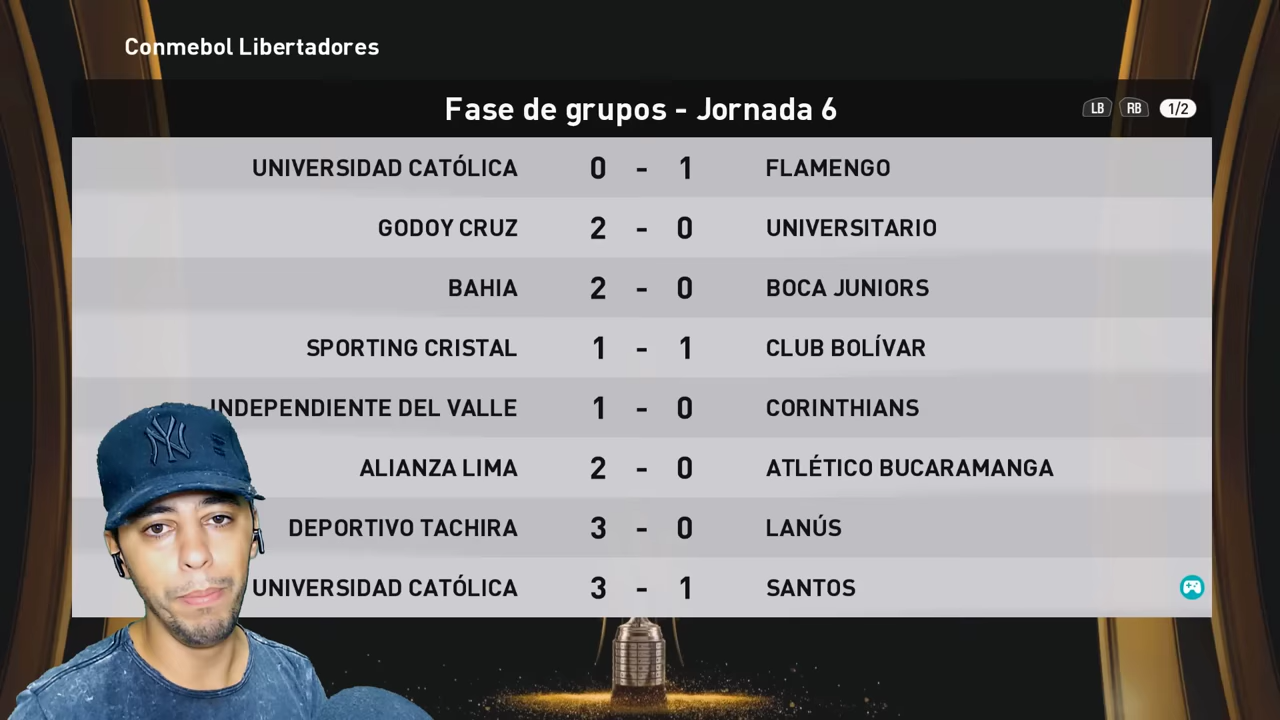 Conmebol Libertadores
Fase de grupos - Jornada 6 LB RB 1/2
UNIVERSIDAD CATÓLICA 0 - 1 FLAMENGO
GODOY CRUZ 2 - 0 UNIVERSITARIO
BAHIA 2 - 0 BOCA JUNIORS
SPORTING CRISTAL 1 - 1 CLUB BOLÍVAR
INDEPENDIENTE DEL VALLE 1 - 0 CORINTHIANS
ALIANZA LIMA 2 - 0 ATLÉTICO BUCARAMANGA
DEPORTIVO TACHIRA 3 - 0 LANÚS
UNIVERSIDAD CATÓLICA 3 - 1 SANTOS
NY